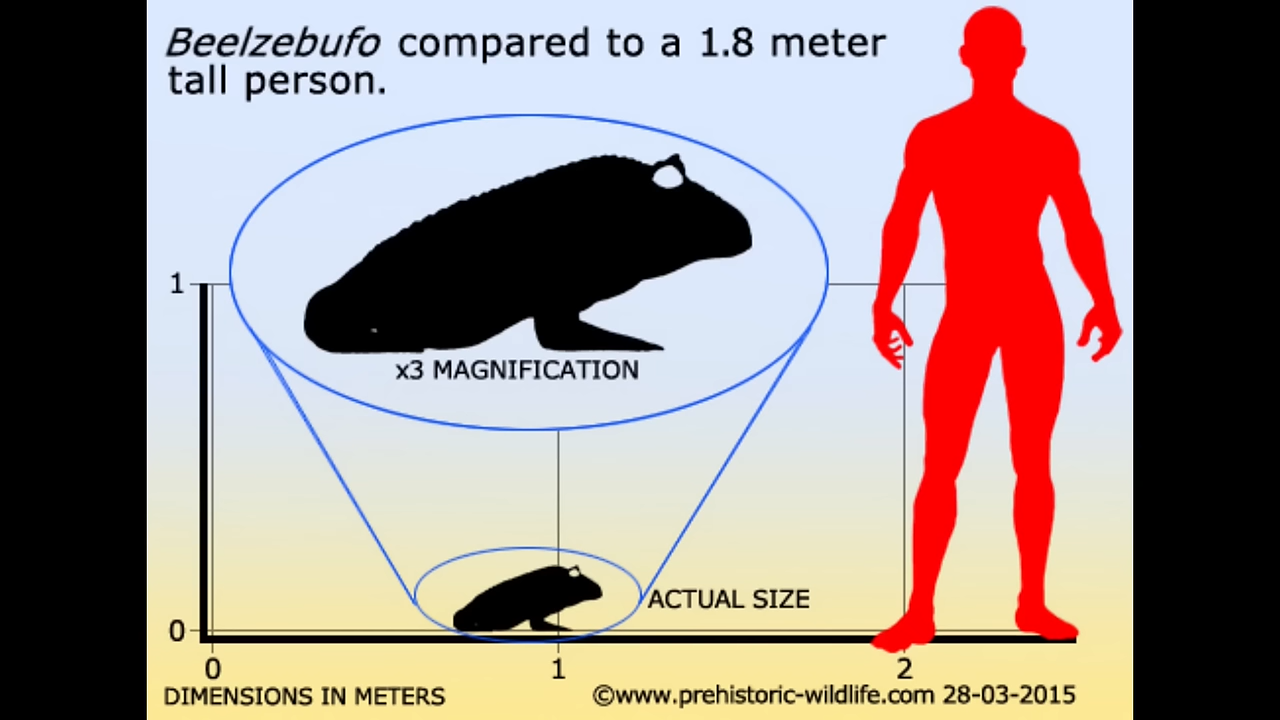 Beelzebufo compared to a 1.8 meter
tall person.
1
x3 MAGNIFICATION
ACTUAL SIZE
0
0 1 2
DIMENSIONS IN METERS ©www.prehistoric-wildlife.com 28-03-2015